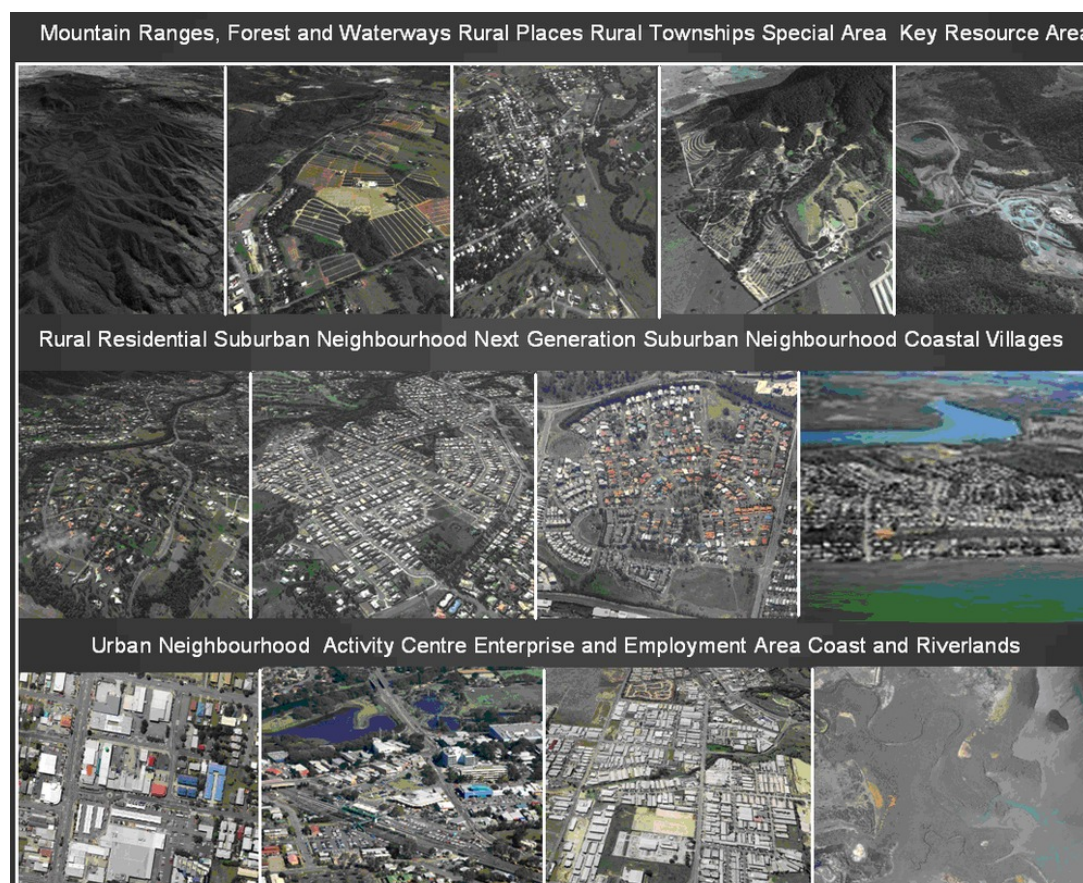 Mountain Ranges, Forest and Waterways Rural Places Rural Townships Special Area Key Resource Area
Rural Residential Suburban Neighbourhood Next Generation Suburban Neighbourhood Coastal Villages
Urban Neighbourhood Activity Centre Enterprise and Employment Area Coast and Riverlands